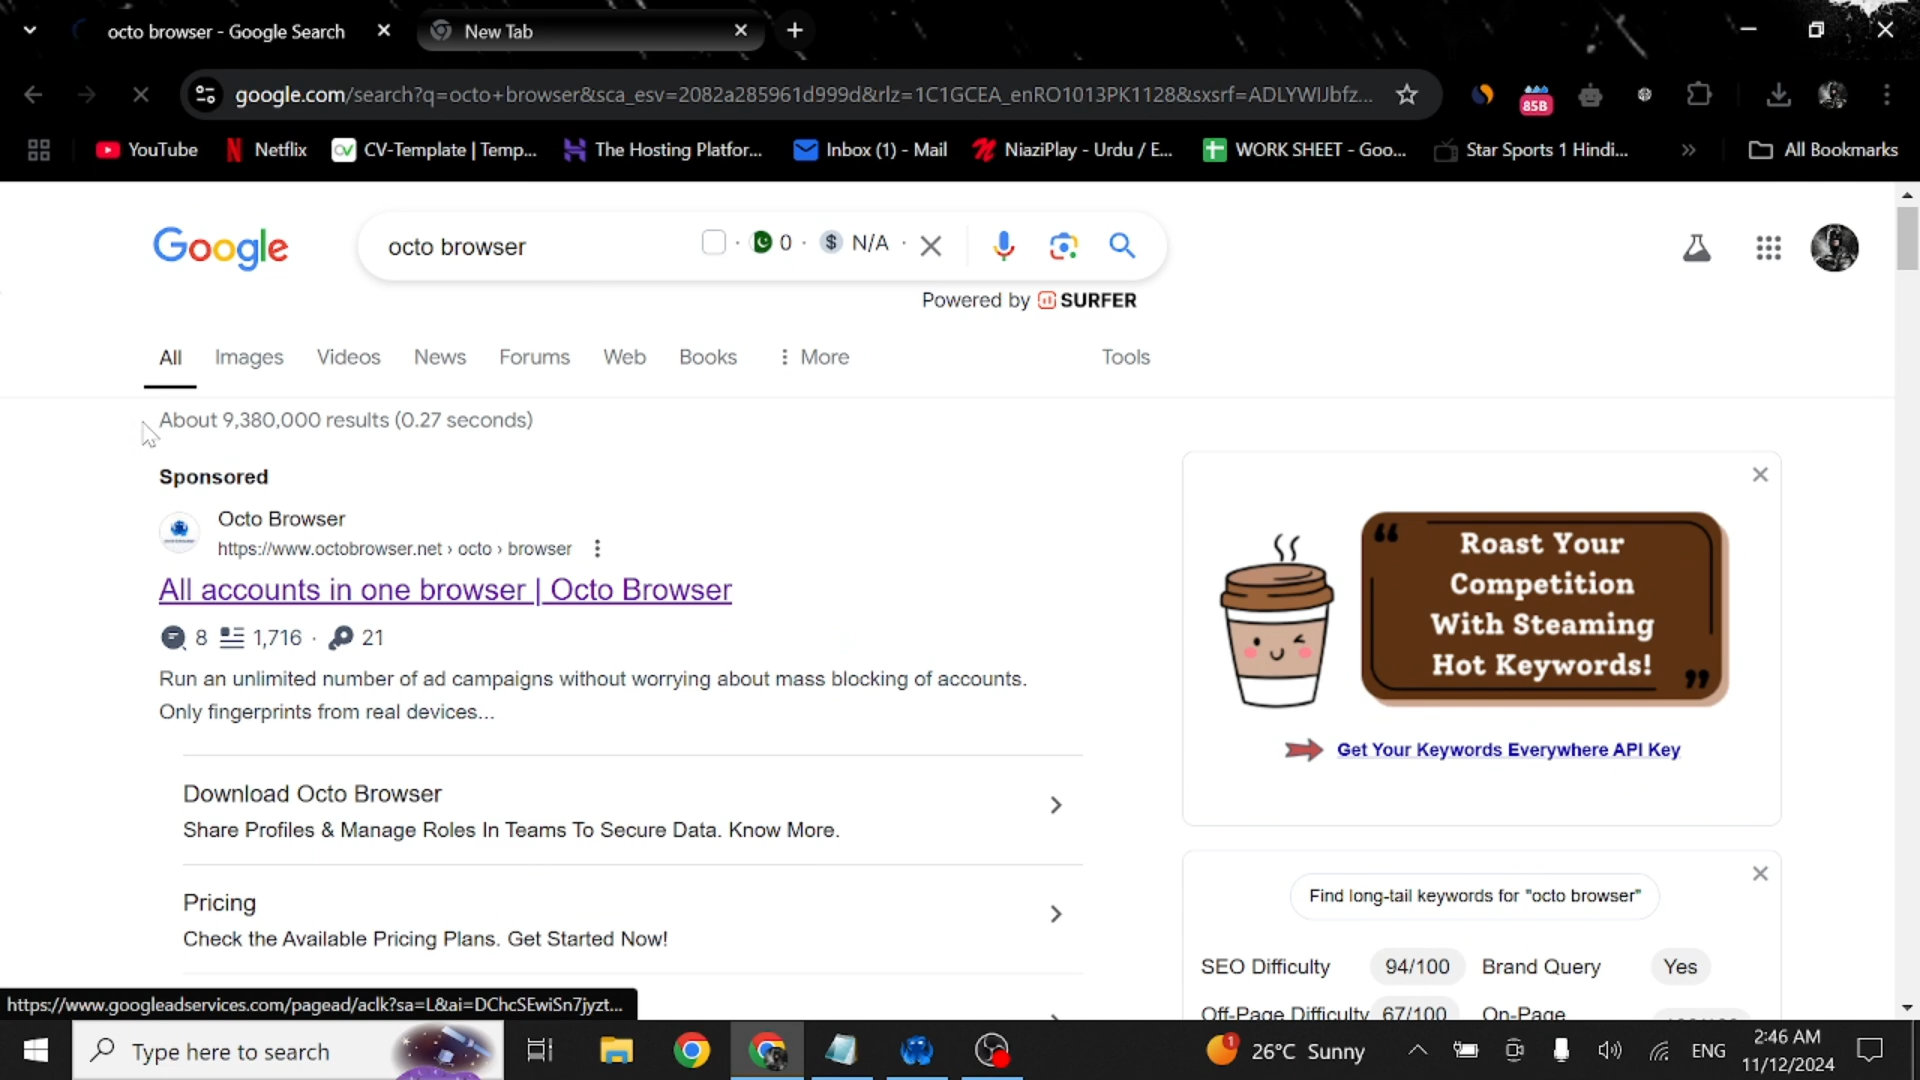 octo browser - Google Search
New Tab
google.com/search?q=octo+browser&sca_esv=2082a285961d999d&rlz=1C1GCEA_enRO1013PK1128&sxsrf=ADLYWIJbfz...
85B
YouTube
Netflix
CV-Template | Temp...
The Hosting Platfor...
Inbox (1) - Mail
NiaziPlay - Urdu / E...
WORK SHEET - Goo...
Star Sports 1 Hindi...
All Bookmarks
Google
octo browser
0 · $ N/A ·
Powered by SURFER
All
Images
Videos
News
Forums
Web
Books
More
Tools
About 9,380,000 results (0.27 seconds)
Sponsored
Octo Browser
https://www.octobrowser.net › octo › browser
All accounts in one browser | Octo Browser
8 1,716 · 21
Run an unlimited number of ad campaigns without worrying about mass blocking of accounts.
Only fingerprints from real devices...
Download Octo Browser
Share Profiles & Manage Roles In Teams To Secure Data. Know More.
Pricing
Check the Available Pricing Plans. Get Started Now!
“ Roast Your
Competition
With Steaming
Hot Keywords! ”
Get Your Keywords Everywhere API Key
Find long-tail keywords for "octo browser"
SEO Difficulty 94/100 Brand Query Yes
Off-Page Difficulty 67/100 On-Page
https://www.googleadservices.com/pagead/aclk?sa=L&ai=DChcSEwiSn7jyzt...
Type here to search
1
26°C Sunny
ENG
2:46 AM
11/12/2024